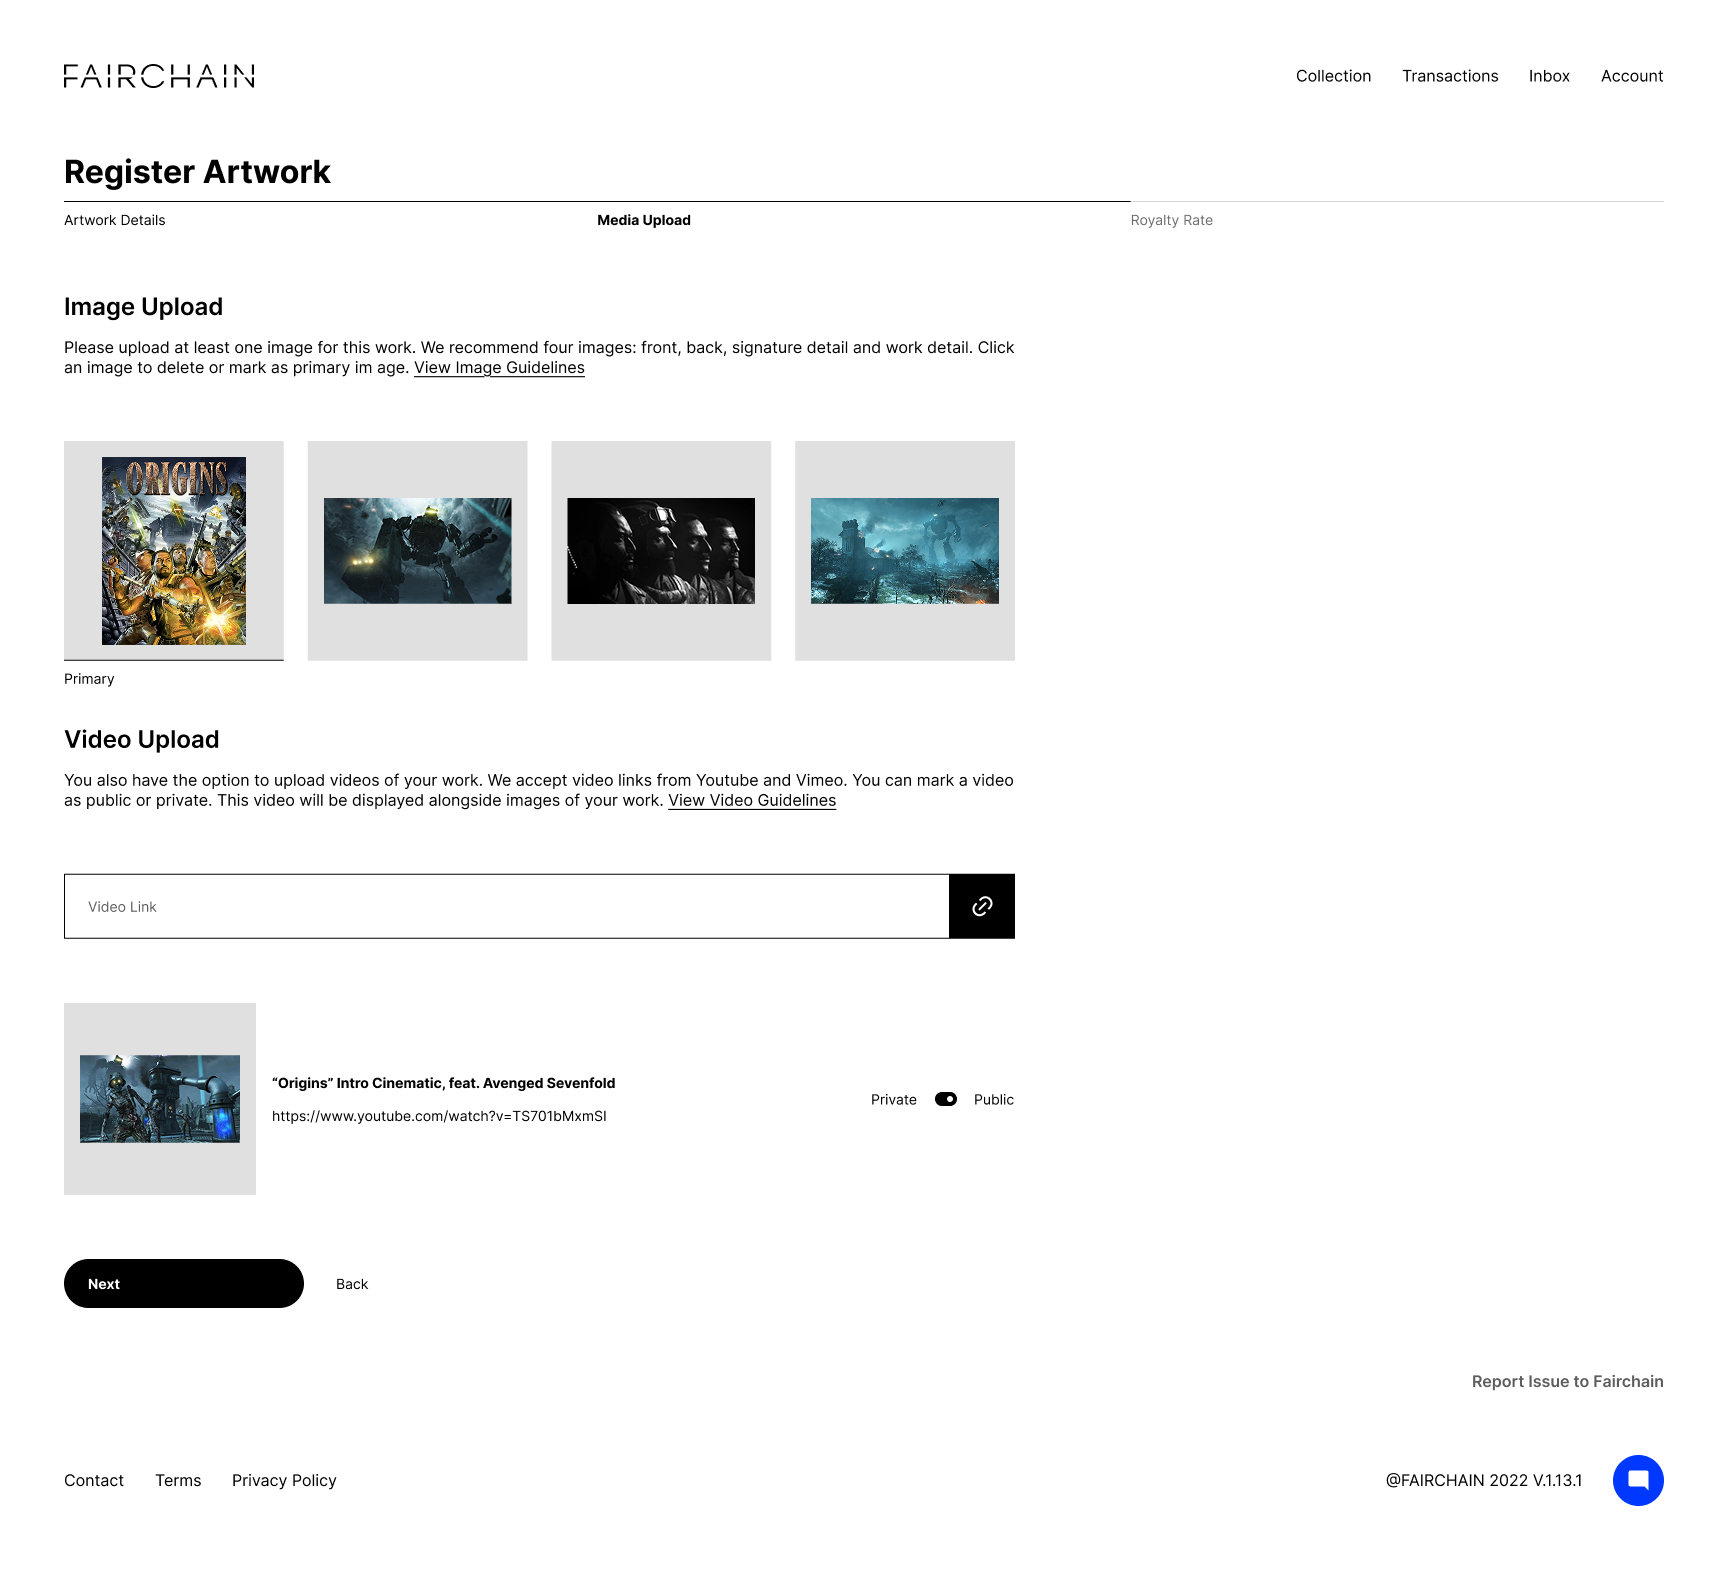 FAIRCHAIN
Collection Transactions Inbox Account
Register Artwork
Artwork Details Media Upload Royalty Rate
Image Upload
Please upload at least one image for this work. We recommend four images: front, back, signature detail and work detail. Click
an image to delete or mark as primary im age. View Image Guidelines
ORIGINS
Primary
Video Upload
You also have the option to upload videos of your work. We accept video links from Youtube and Vimeo. You can mark a video
as public or private. This video will be displayed alongside images of your work. View Video Guidelines
Video Link
“Origins” Intro Cinematic, feat. Avenged Sevenfold
https://www.youtube.com/watch?v=TS701bMxmSI
Private Public
Next Back
Report Issue to Fairchain
Contact Terms Privacy Policy @FAIRCHAIN 2022 V.1.13.1